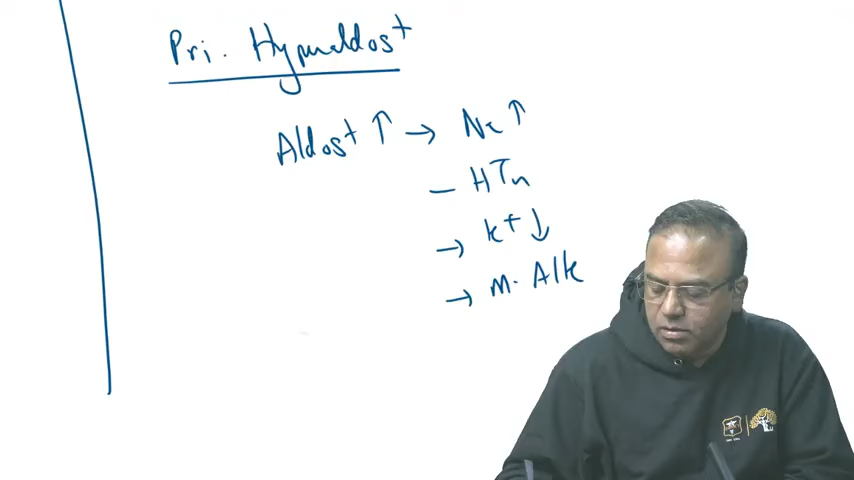 Pri. Hyperaldost
Aldost ↑ → Na ↑
- HTn
→ K+ ↓
→ M. Alk